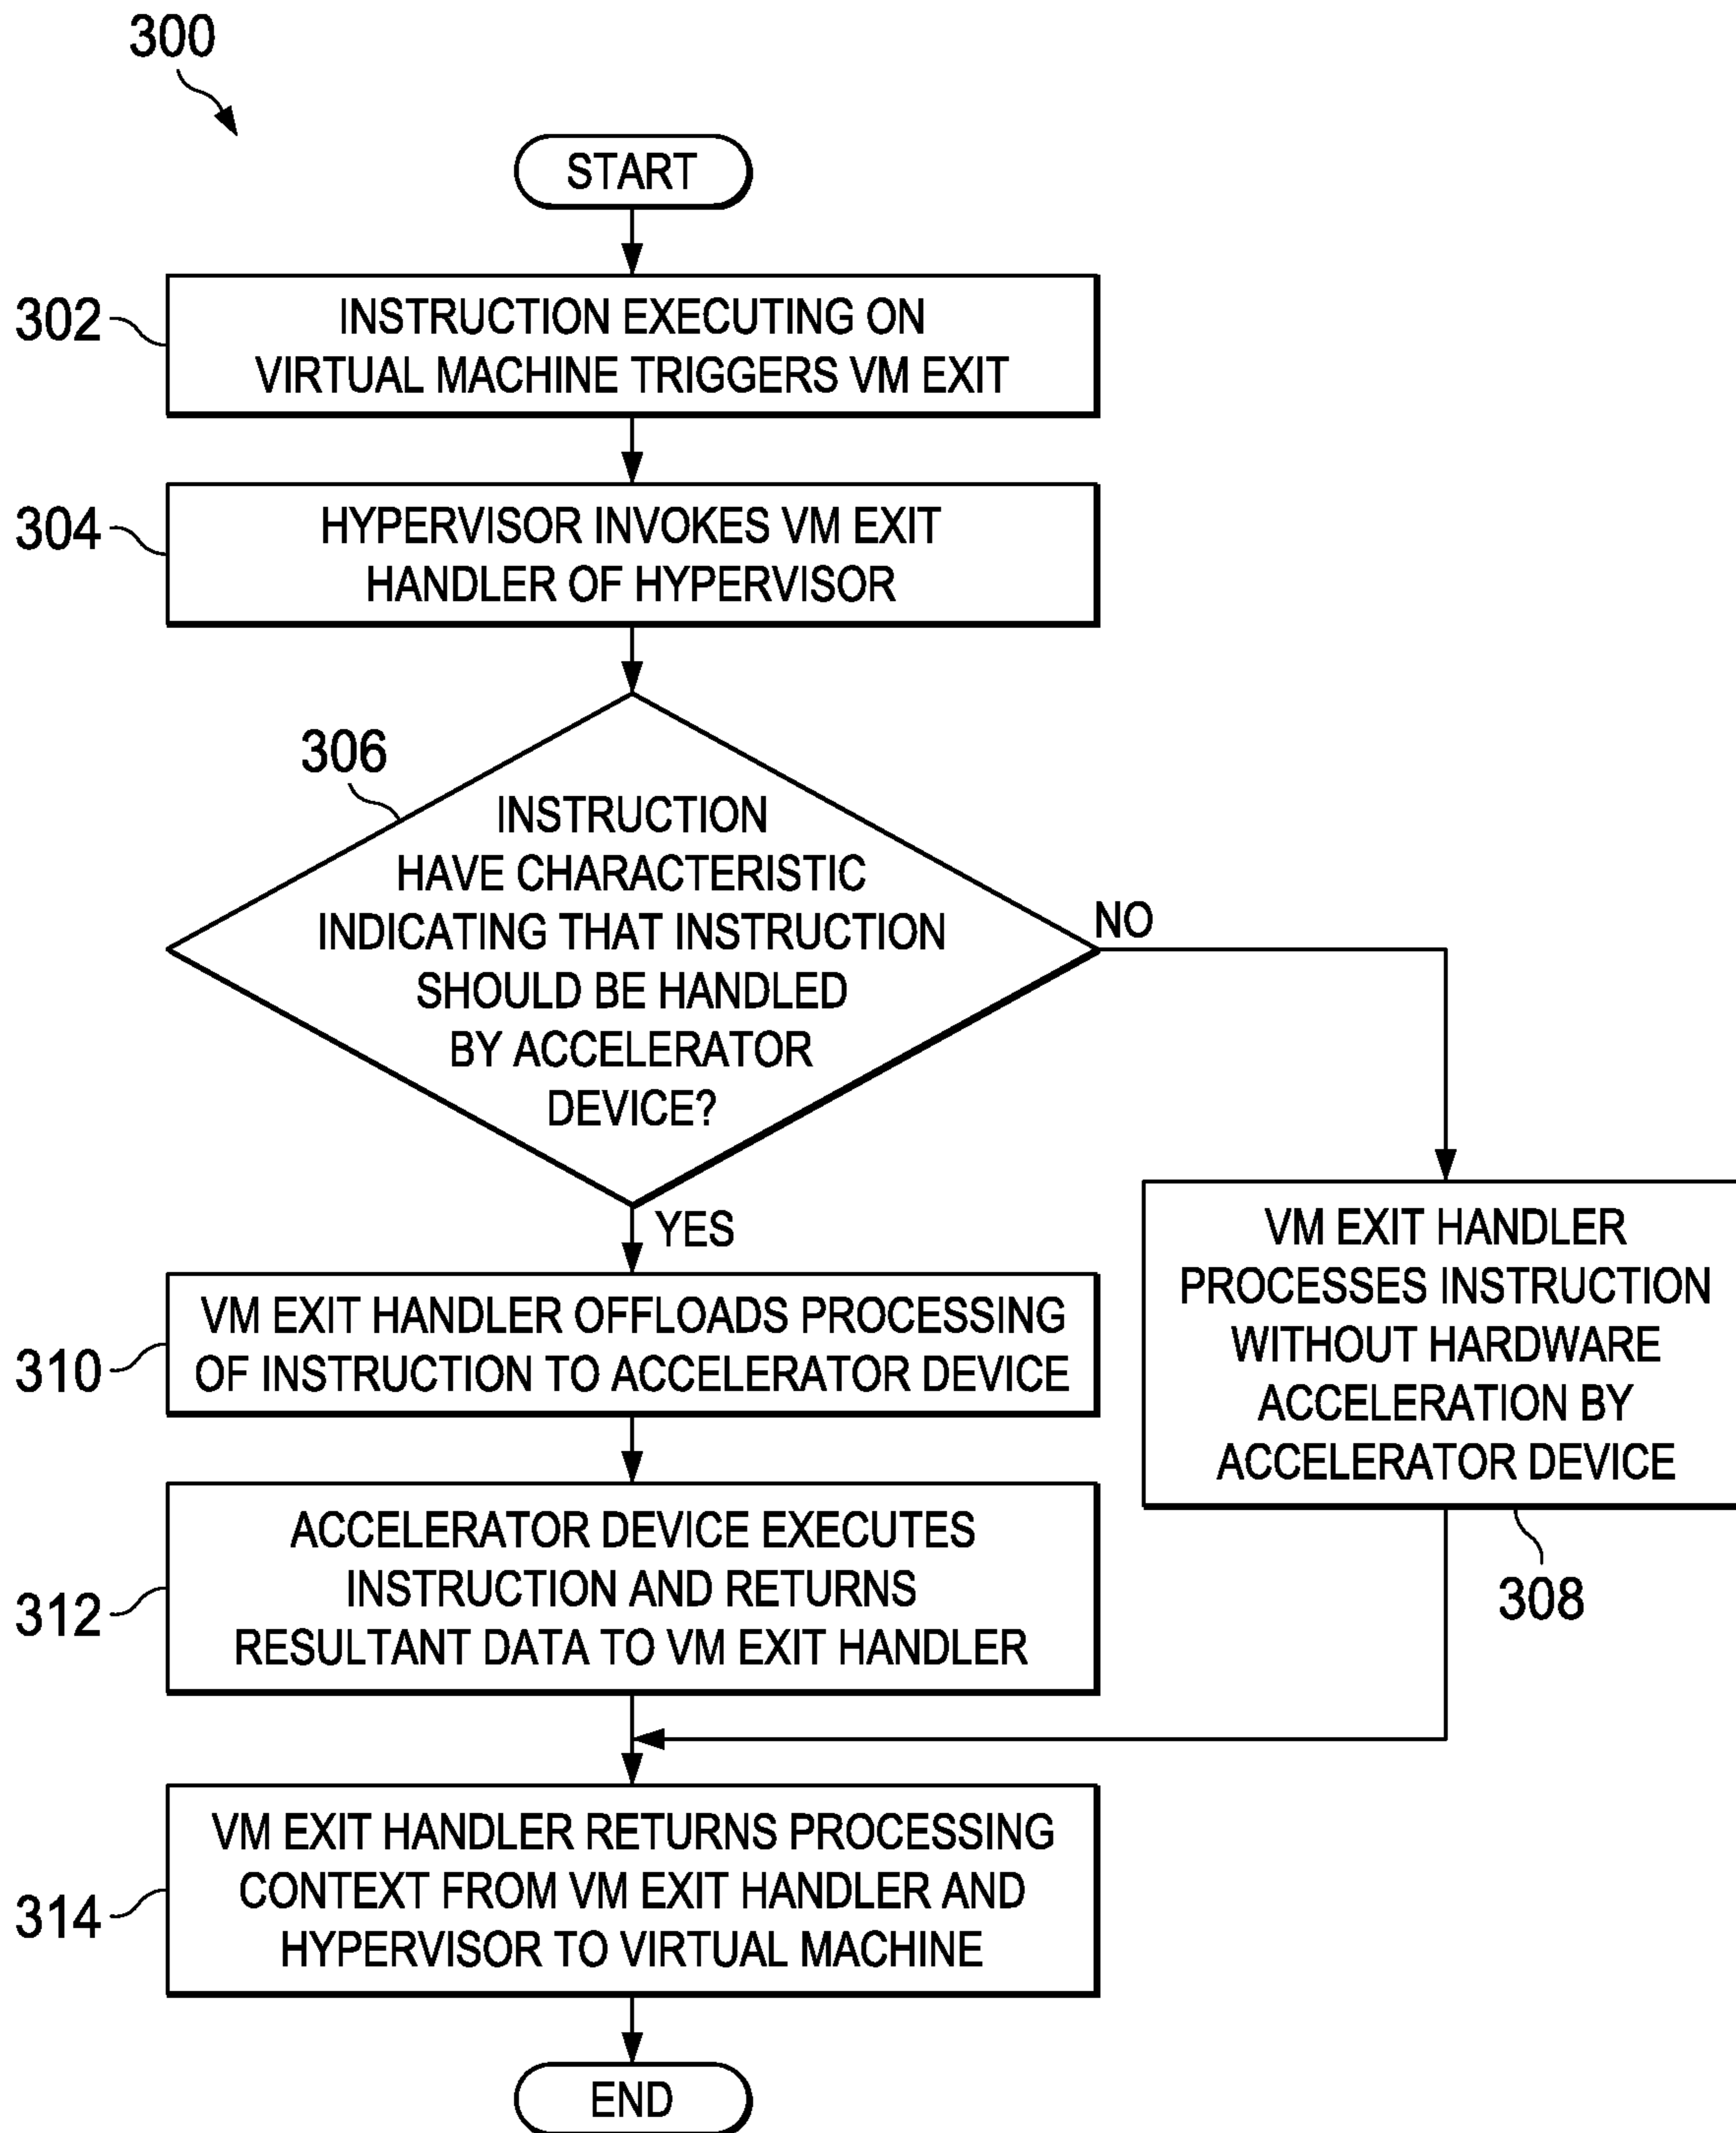 300
START
302
INSTRUCTION EXECUTING ON
VIRTUAL MACHINE TRIGGERS VM EXIT
304
HYPERVISOR INVOKES VM EXIT
HANDLER OF HYPERVISOR
306
INSTRUCTION
HAVE CHARACTERISTIC
INDICATING THAT INSTRUCTION
SHOULD BE HANDLED
BY ACCELERATOR
DEVICE?
NO
YES
VM EXIT HANDLER
PROCESSES INSTRUCTION
WITHOUT HARDWARE
ACCELERATION BY
ACCELERATOR DEVICE
308
310
VM EXIT HANDLER OFFLOADS PROCESSING
OF INSTRUCTION TO ACCELERATOR DEVICE
312
ACCELERATOR DEVICE EXECUTES
INSTRUCTION AND RETURNS
RESULTANT DATA TO VM EXIT HANDLER
314
VM EXIT HANDLER RETURNS PROCESSING
CONTEXT FROM VM EXIT HANDLER AND
HYPERVISOR TO VIRTUAL MACHINE
END